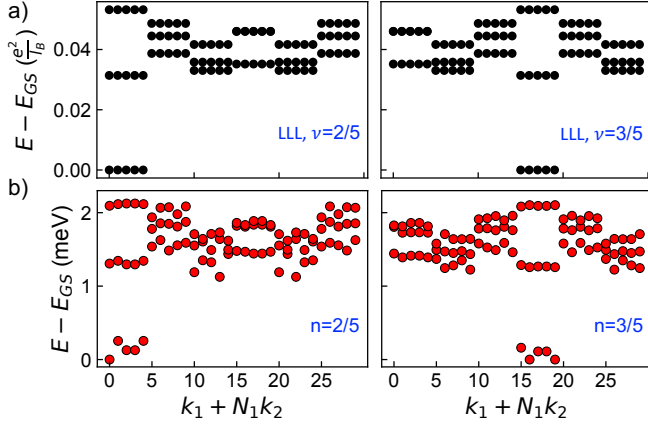 a)
E − E_GS (e²/l_B)
0.04
0.02
0.00
LLL, ν=2/5
LLL, ν=3/5
b)
E − E_GS (meV)
2
1
0
n=2/5
n=3/5
0 5 10 15 20 25
0 5 10 15 20 25
k₁ + N₁k₂
k₁ + N₁k₂